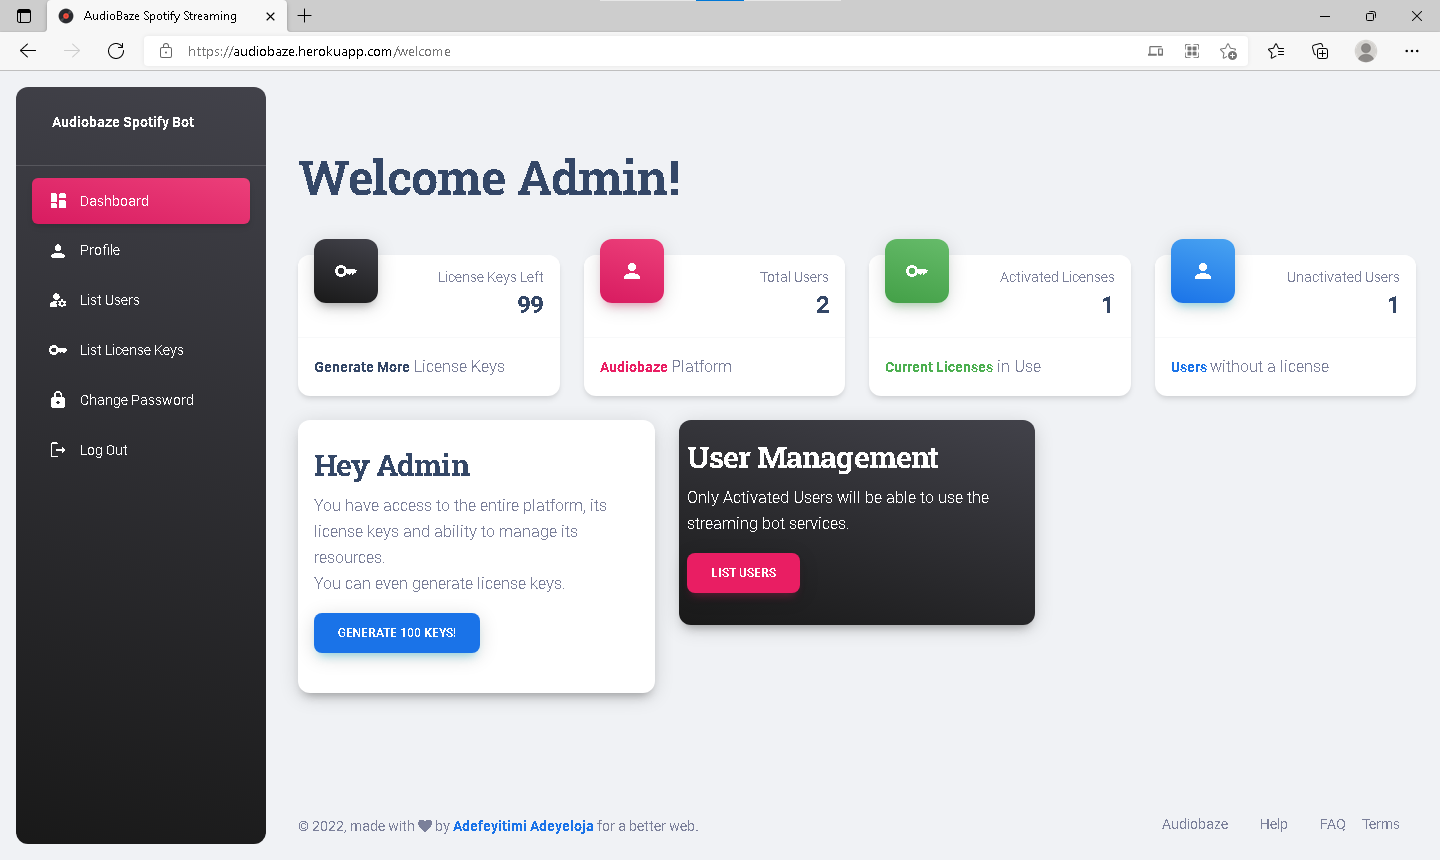 AudioBaze Spotify Streaming
https://audiobaze.herokuapp.com/welcome
Audiobaze Spotify Bot
Dashboard
Profile
List Users
List License Keys
Change Password
Log Out
Welcome Admin!
License Keys Left
99
Generate More License Keys
Total Users
2
Audiobaze Platform
Activated Licenses
1
Current Licenses in Use
Unactivated Users
1
Users without a license
Hey Admin
You have access to the entire platform, its
license keys and ability to manage its
resources.
You can even generate license keys.
GENERATE 100 KEYS!
User Management
Only Activated Users will be able to use the
streaming bot services.
LIST USERS
© 2022, made with ♥ by Adefeyitimi Adeyeloja for a better web.
Audiobaze Help FAQ Terms